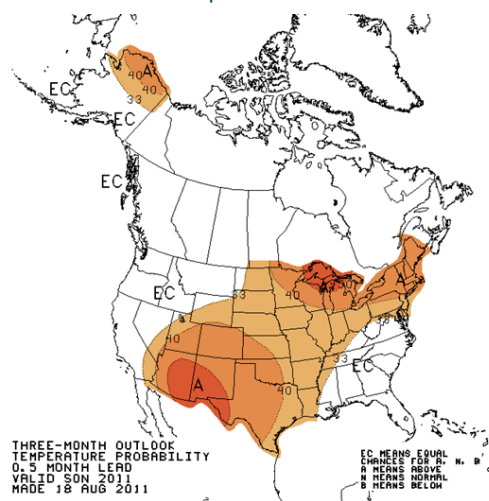 A
40
40
EC
33
EC
EC
A
A
EC
33
40
40
33
EC
A
40
THREE-MONTH OUTLOOK
TEMPERATURE PROBABILITY
0.5 MONTH LEAD
VALID SON 2011
MADE 18 AUG 2011
EC MEANS EQUAL
CHANCES FOR A, N, B
A MEANS ABOVE
N MEANS NORMAL
B MEANS BELOW